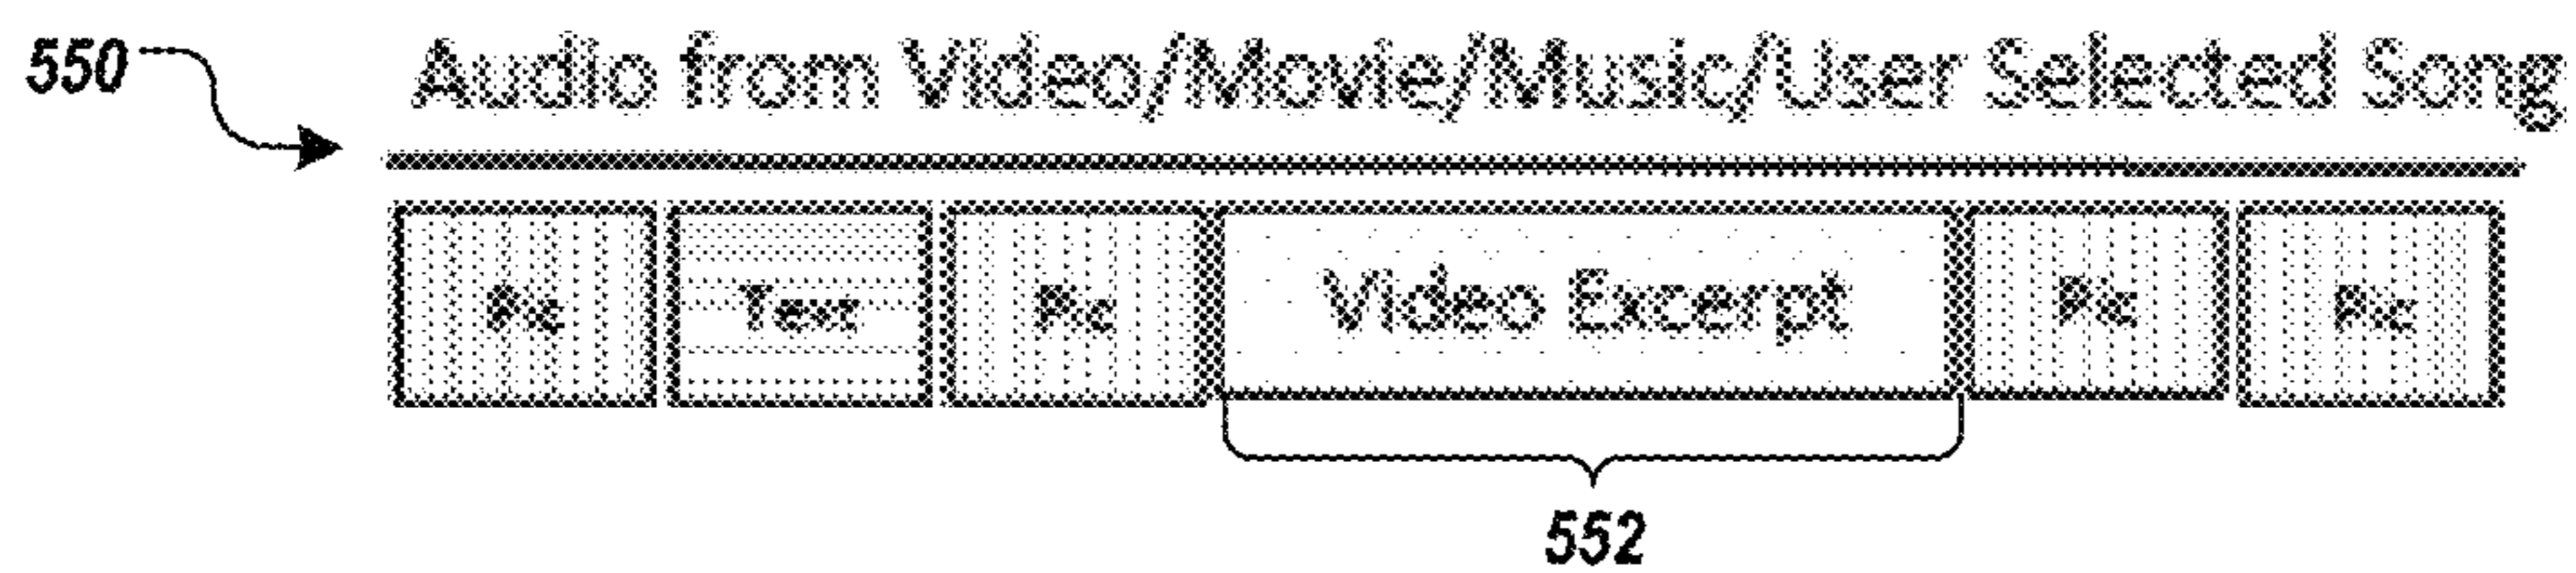 550 Audio from Video/Movie/Music/User Selected Song
Pic Text Pic Video Excerpt Pic Pic
552